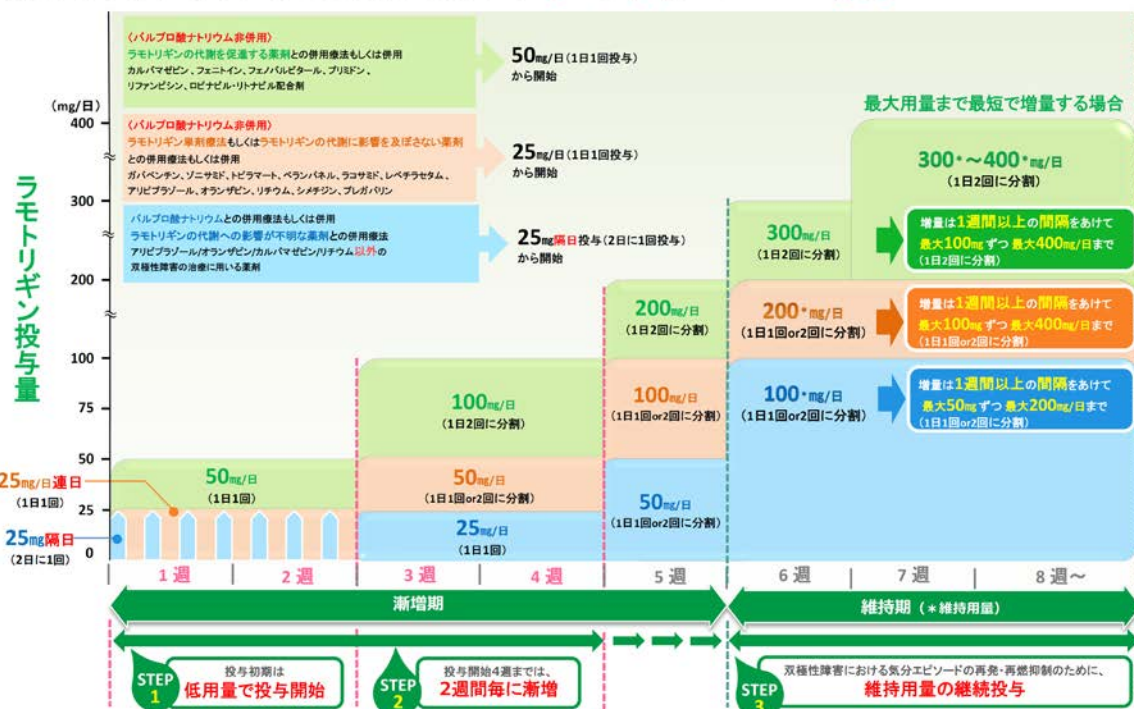 〈バルプロ酸ナトリウム非併用〉
ラモトリギンの代謝を促進する薬剤との併用療法もしくは併用
カルバマゼピン、フェニトイン、フェノバルビタール、プリミドン、
リファンピシン、ロピナビル・リトナビル配合剤
50mg/日(1日1回投与)
から開始
〈バルプロ酸ナトリウム非併用〉
ラモトリギン単剤療法もしくはラモトリギンの代謝に影響を及ぼさない薬剤
との併用療法もしくは併用
ガバペンチン、ゾニサミド、トピラマート、ペランパネル、ラコサミド、レベチラセタム、
アリピプラゾール、オランザピン、リチウム、シメチジン、プレガバリン
25mg/日(1日1回投与)
から開始
バルプロ酸ナトリウムとの併用療法もしくは併用
ラモトリギンの代謝への影響が不明な薬剤との併用療法
アリピプラゾール/オランザピン/カルバマゼピン/リチウム以外の
双極性障害の治療に用いる薬剤
25mg隔日投与(2日に1回投与)
から開始
ラモトリギン投与量
(mg/日)
400
300
200
100
75
50
25
0
25mg/日連日
(1日1回)
25mg隔日
(2日に1回)
最大用量まで最短で増量する場合
300*～400*mg/日
(1日2回に分割)
300mg/日
(1日2回に分割)
増量は1週間以上の間隔をあけて
最大100mgずつ 最大400mg/日まで
(1日2回に分割)
200mg/日
(1日2回に分割)
200*mg/日
(1日1回or2回に分割)
増量は1週間以上の間隔をあけて
最大100mgずつ 最大400mg/日まで
(1日1回or2回に分割)
100mg/日
(1日2回に分割)
100mg/日
(1日1回or2回に分割)
100*mg/日
(1日1回or2回に分割)
増量は1週間以上の間隔をあけて
最大50mgずつ 最大200mg/日まで
(1日1回or2回に分割)
50mg/日
(1日1回)
50mg/日
(1日1回or2回に分割)
50mg/日
(1日1回or2回に分割)
25mg/日
(1日1回)
1週
2週
3週
4週
5週
6週
7週
8週～
漸増期
維持期(*維持用量)
STEP
1
投与初期は
低用量で投与開始
STEP
2
投与開始4週までは、
2週間毎に漸増
STEP
3
双極性障害における気分エピソードの再発・再燃抑制のために、
維持用量の継続投与